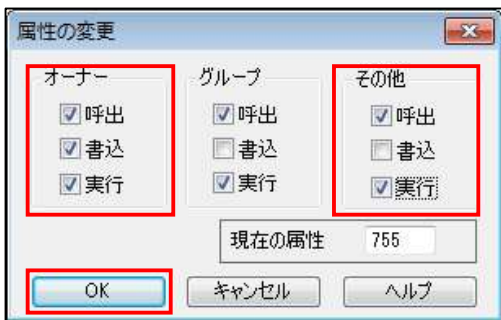 属性の変更
オーナー グループ その他
呼出 呼出 呼出
書込 書込 書込
実行 実行 実行
現在の属性 755
OK キャンセル ヘルプ